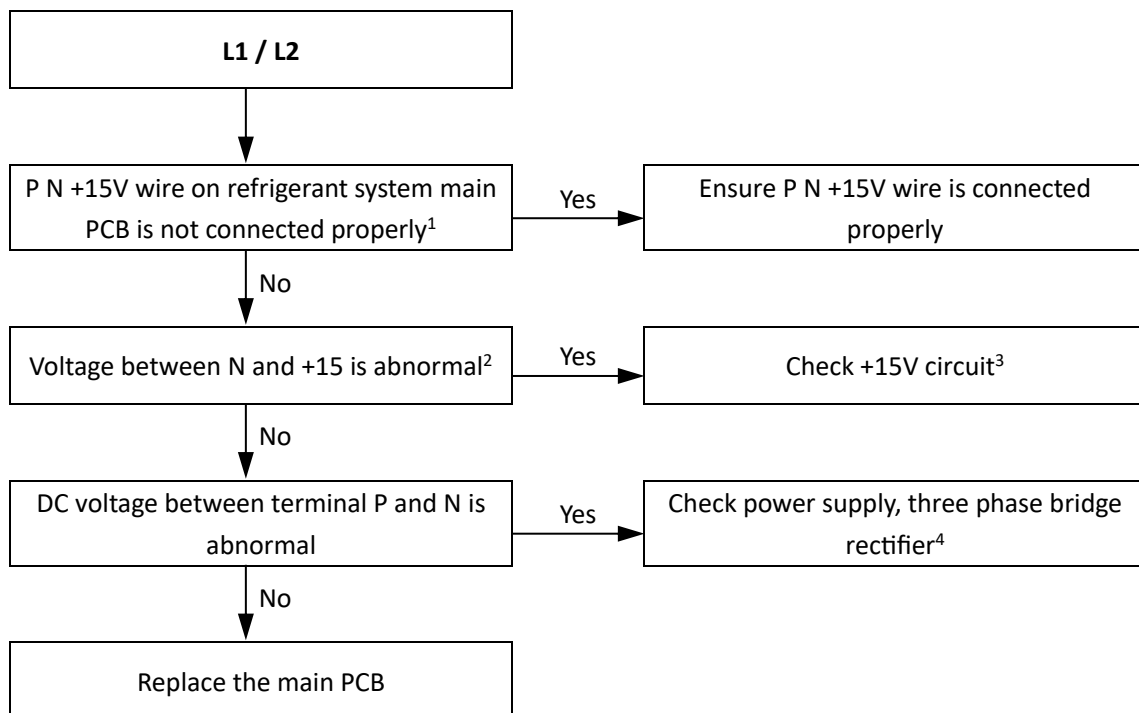 L1 / L2
P N +15V wire on refrigerant system main
PCB is not connected properly¹
Yes
Ensure P N +15V wire is connected
properly
No
Voltage between N and +15 is abnormal²
Yes
Check +15V circuit³
No
DC voltage between terminal P and N is
abnormal
Yes
Check power supply, three phase bridge
rectifier⁴
No
Replace the main PCB